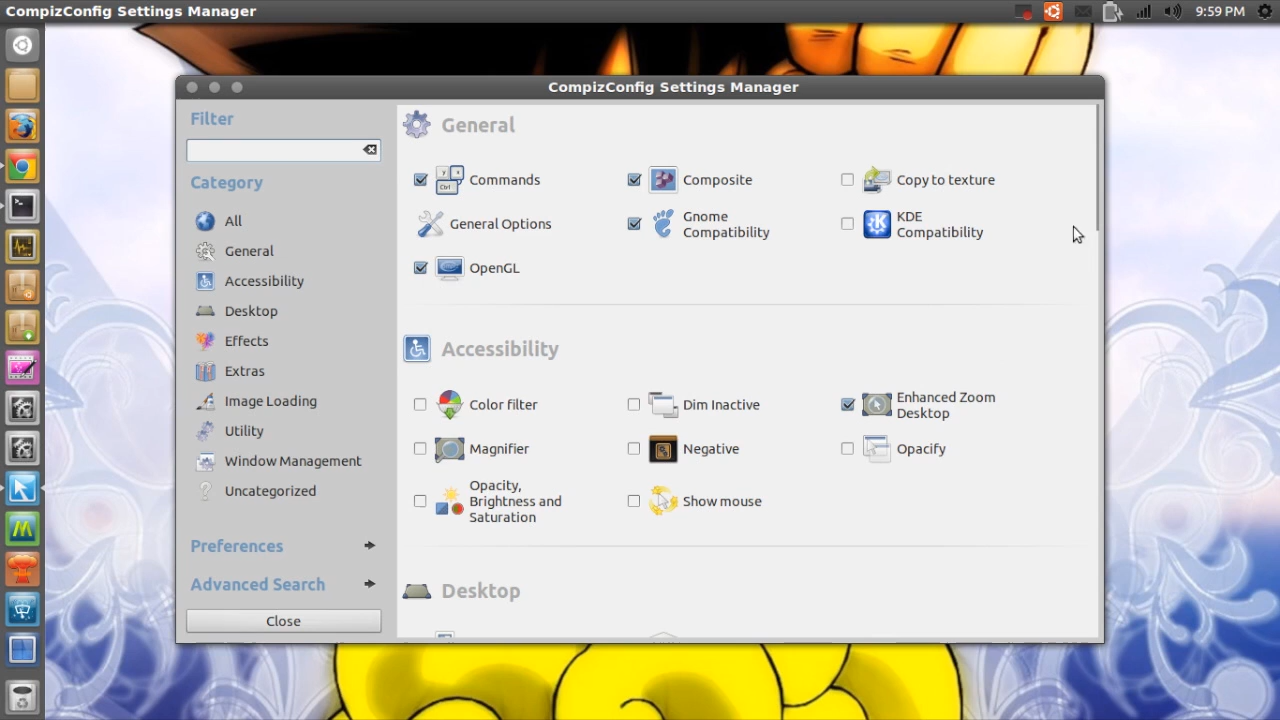 CompizConfig Settings Manager
9:59 PM
CompizConfig Settings Manager
Filter
Category
All
General
Accessibility
Desktop
Effects
Extras
Image Loading
Utility
Window Management
Uncategorized
Preferences
Advanced Search
Close
General
Commands
Ctrl
Composite
Copy to texture
General Options
Gnome
Compatibility
KDE
Compatibility
OpenGL
Accessibility
Color filter
Dim Inactive
Enhanced Zoom
Desktop
Magnifier
Negative
Opacify
Opacity,
Brightness and
Saturation
Show mouse
Desktop